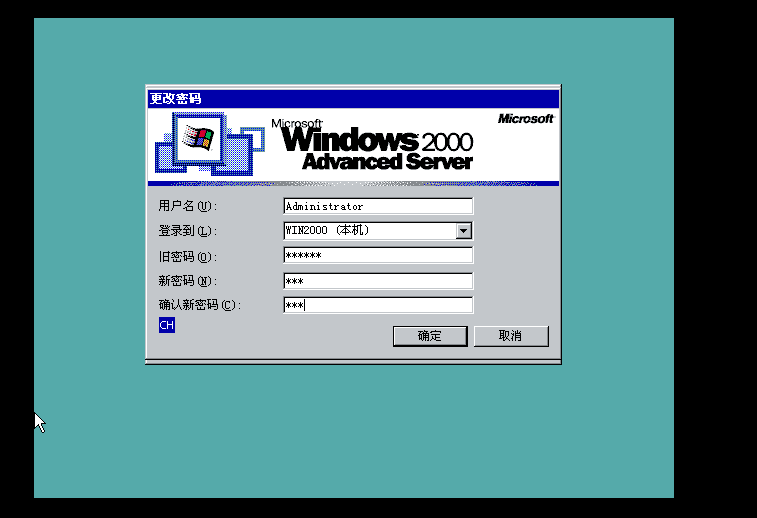 更改密码
Microsoft
Microsoft
Windows 2000
Advanced Server
用户名(U):
Administrator
登录到(L):
WIN2000 (本机)
旧密码(O):
******
新密码(N):
***
确认新密码(C):
***
CH
确定
取消